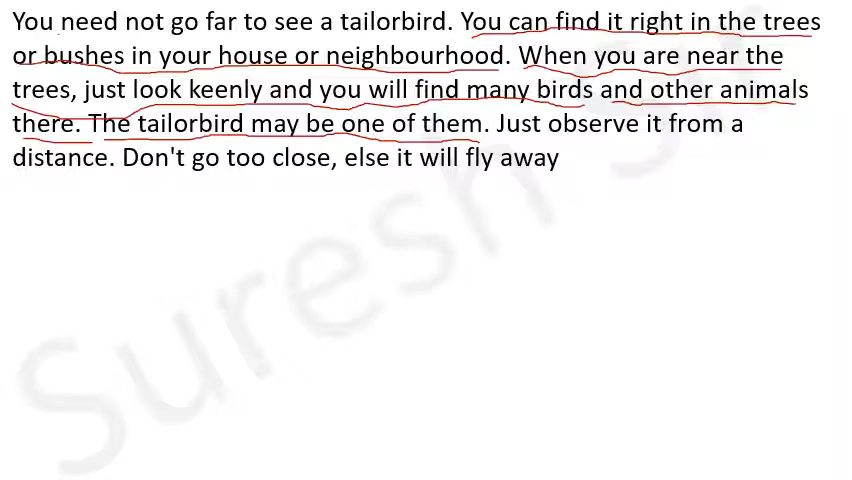 You need not go far to see a tailorbird. You can find it right in the trees
or bushes in your house or neighbourhood. When you are near the
trees, just look keenly and you will find many birds and other animals
there. The tailorbird may be one of them. Just observe it from a
distance. Don't go too close, else it will fly away
Suresh Sir